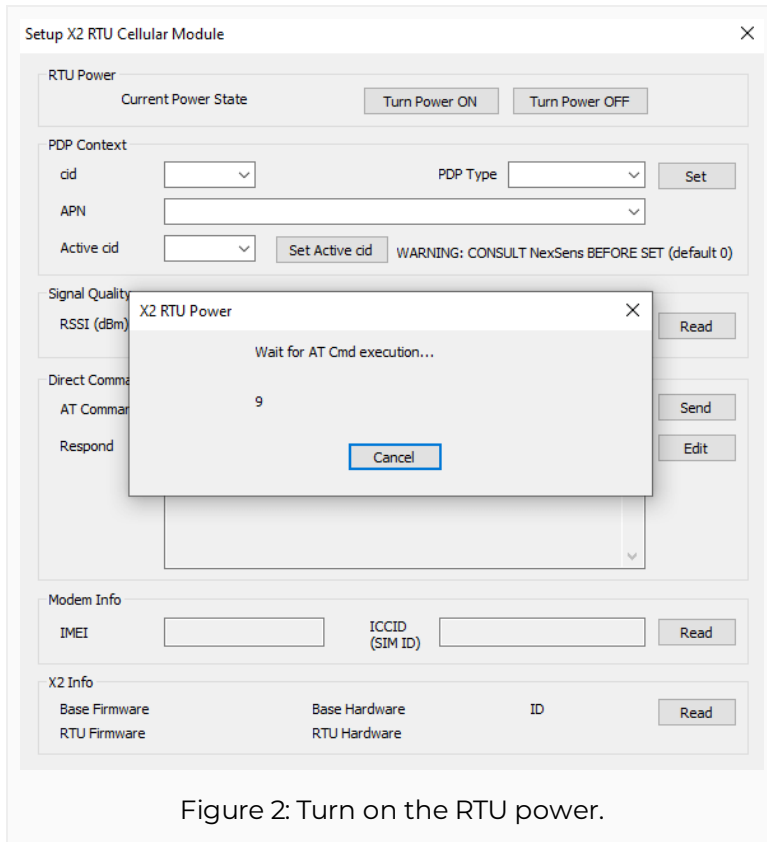 Setup X2 RTU Cellular Module
RTU Power
Current Power State Turn Power ON Turn Power OFF
PDP Context
cid PDP Type Set
APN
Active cid Set Active cid WARNING: CONSULT NexSens BEFORE SET (default 0)
Signal Quality
RSSI (dBm) Read
X2 RTU Power
Wait for AT Cmd execution...
9
Cancel
Direct Comma
AT Comman Send
Respond Edit
Modem Info
IMEI ICCID
(SIM ID) Read
X2 Info
Base Firmware Base Hardware ID Read
RTU Firmware RTU Hardware
Figure 2: Turn on the RTU power.